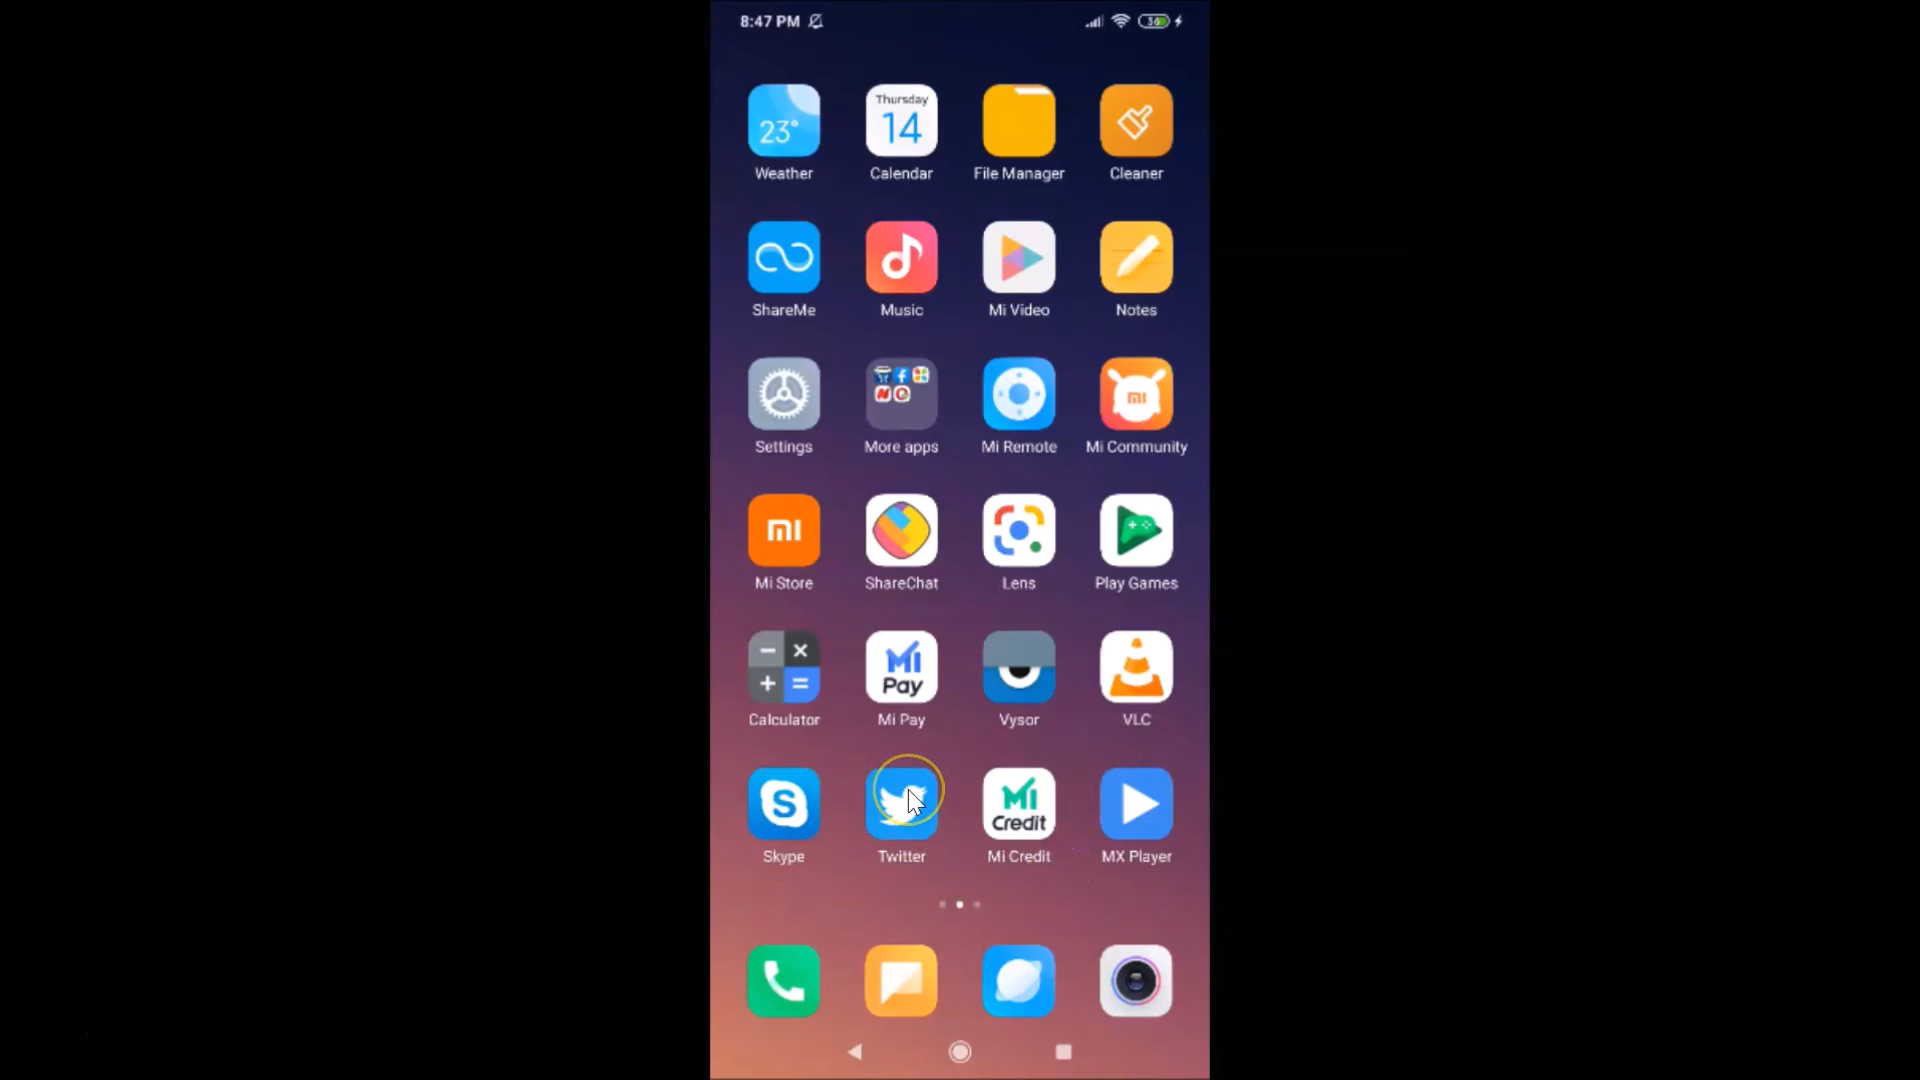 8:47 PM 36
Thursday
23° 14
Weather Calendar File Manager Cleaner
ShareMe Music Mi Video Notes
mi
Settings More apps Mi Remote Mi Community
mi
Mi Store ShareChat Lens Play Games
Mi
Pay
Calculator Mi Pay Vysor VLC
S Mi
Credit
Skype Twitter Mi Credit MX Player